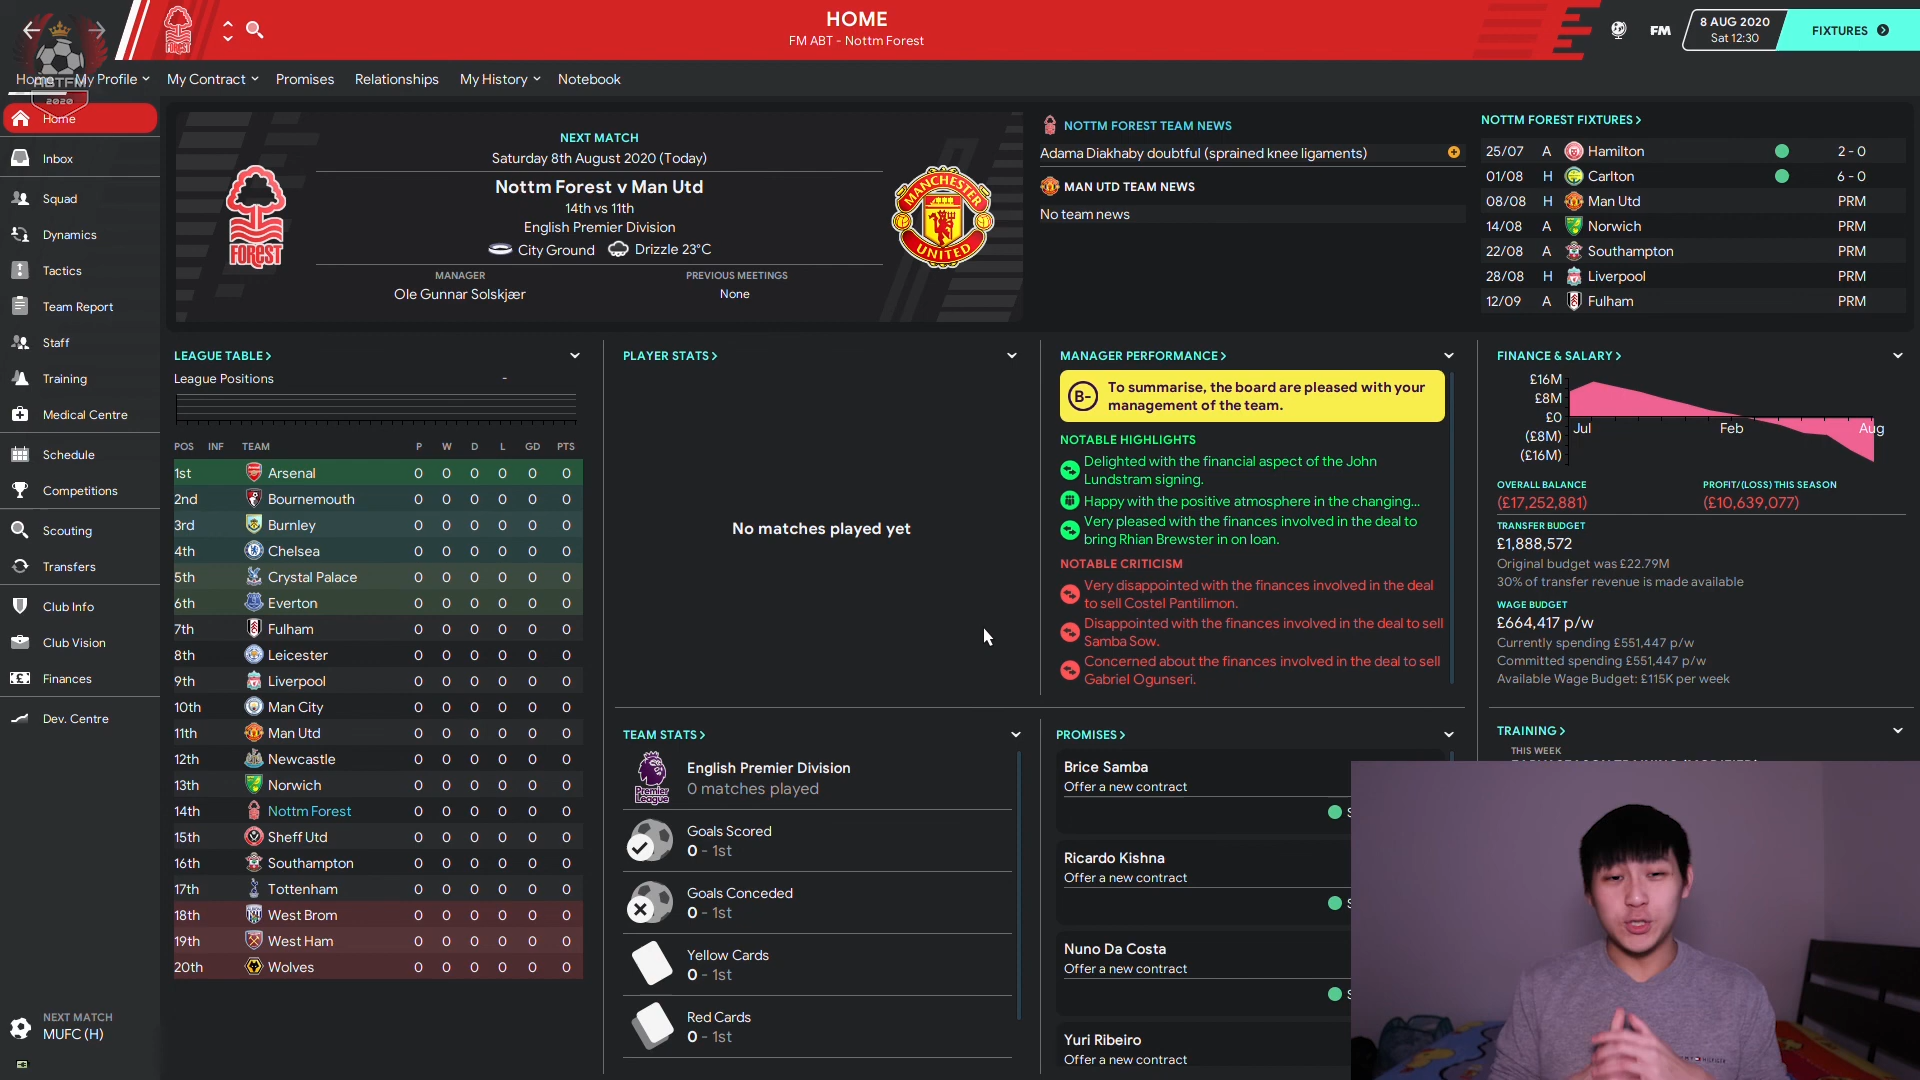 HOME
FM ABT - Nottm Forest
FOREST
FM
8 AUG 2020
Sat 12:30
FIXTURES
Home
My Profile
My Contract
Promises
Relationships
My History
Notebook
ABTFM
2020
Home
Inbox
Squad
Dynamics
Tactics
Team Report
Staff
Training
Medical Centre
Schedule
Competitions
Scouting
Transfers
Club Info
Club Vision
Finances
Dev. Centre
NEXT MATCH
MUFC (H)
NEXT MATCH
Saturday 8th August 2020 (Today)
Nottm Forest v Man Utd
14th vs 11th
English Premier Division
City Ground Drizzle 23°C
MANAGER
Ole Gunnar Solskjær
PREVIOUS MEETINGS
None
FOREST
MANCHESTER
UNITED
NOTTM FOREST TEAM NEWS
Adama Diakhaby doubtful (sprained knee ligaments)
MAN UTD TEAM NEWS
No team news
NOTTM FOREST FIXTURES
25/07 A Hamilton 2 - 0
01/08 H Carlton 6 - 0
08/08 H Man Utd PRM
14/08 A Norwich PRM
22/08 A Southampton PRM
28/08 H Liverpool PRM
12/09 A Fulham PRM
LEAGUE TABLE
League Positions -
POS INF TEAM P W D L GD PTS
1st Arsenal 0 0 0 0 0 0
2nd Bournemouth 0 0 0 0 0 0
3rd Burnley 0 0 0 0 0 0
4th Chelsea 0 0 0 0 0 0
5th Crystal Palace 0 0 0 0 0 0
6th Everton 0 0 0 0 0 0
7th Fulham 0 0 0 0 0 0
8th Leicester 0 0 0 0 0 0
9th Liverpool 0 0 0 0 0 0
10th Man City 0 0 0 0 0 0
11th Man Utd 0 0 0 0 0 0
12th Newcastle 0 0 0 0 0 0
13th Norwich 0 0 0 0 0 0
14th Nottm Forest 0 0 0 0 0 0
15th Sheff Utd 0 0 0 0 0 0
16th Southampton 0 0 0 0 0 0
17th Tottenham 0 0 0 0 0 0
18th West Brom 0 0 0 0 0 0
19th West Ham 0 0 0 0 0 0
20th Wolves 0 0 0 0 0 0
PLAYER STATS
No matches played yet
TEAM STATS
Premier
League
English Premier Division
0 matches played
Goals Scored
0 - 1st
Goals Conceded
0 - 1st
Yellow Cards
0 - 1st
Red Cards
0 - 1st
MANAGER PERFORMANCE
B-
To summarise, the board are pleased with your
management of the team.
NOTABLE HIGHLIGHTS
Delighted with the financial aspect of the John
Lundstram signing.
Happy with the positive atmosphere in the changing...
Very pleased with the finances involved in the deal to
bring Rhian Brewster in on loan.
NOTABLE CRITICISM
Very disappointed with the finances involved in the deal
to sell Costel Pantilimon.
Disappointed with the finances involved in the deal to sell
Samba Sow.
Concerned about the finances involved in the deal to sell
Gabriel Ogunseri.
PROMISES
Brice Samba
Offer a new contract
Ricardo Kishna
Offer a new contract
Nuno Da Costa
Offer a new contract
Yuri Ribeiro
Offer a new contract
FINANCE & SALARY
£16M
£8M
£0
(£8M)
(£16M)
Jul Feb Aug
OVERALL BALANCE
(£17,252,881)
PROFIT/(LOSS) THIS SEASON
(£10,639,077)
TRANSFER BUDGET
£1,888,572
Original budget was £22.79M
30% of transfer revenue is made available
WAGE BUDGET
£664,417 p/w
Currently spending £551,447 p/w
Committed spending £551,447 p/w
Available Wage Budget: £115K per week
TRAINING
THIS WEEK